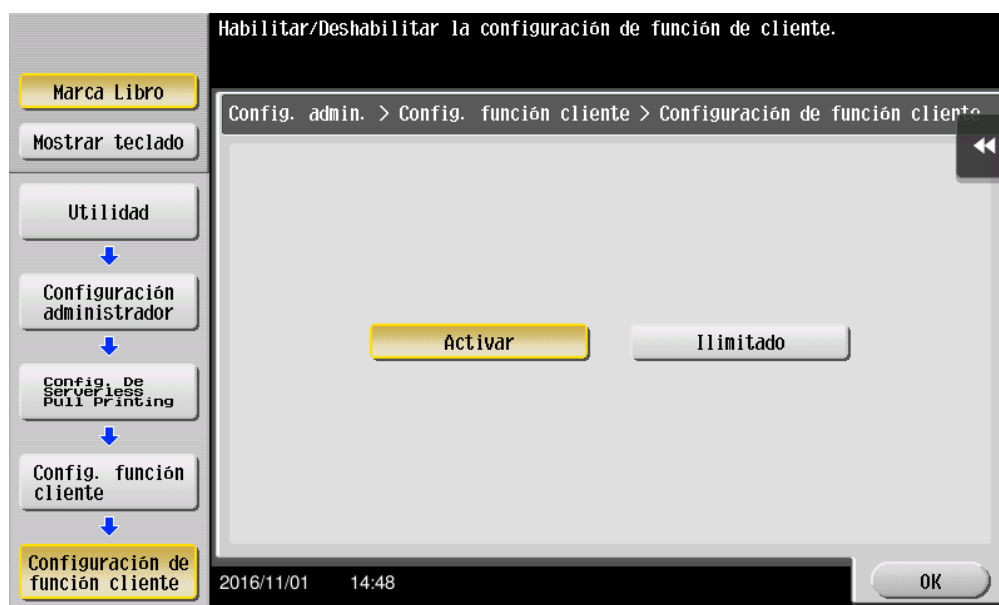 Habilitar/Deshabilitar la configuración de función de cliente.
Marca Libro
Mostrar teclado
Config. admin. > Config. función cliente > Configuración de función cliente
Utilidad
Configuración
administrador
Config. De
Serverless
Pull Printing
Config. función
cliente
Configuración de
función cliente
Activar
Ilimitado
2016/11/01 14:48
OK